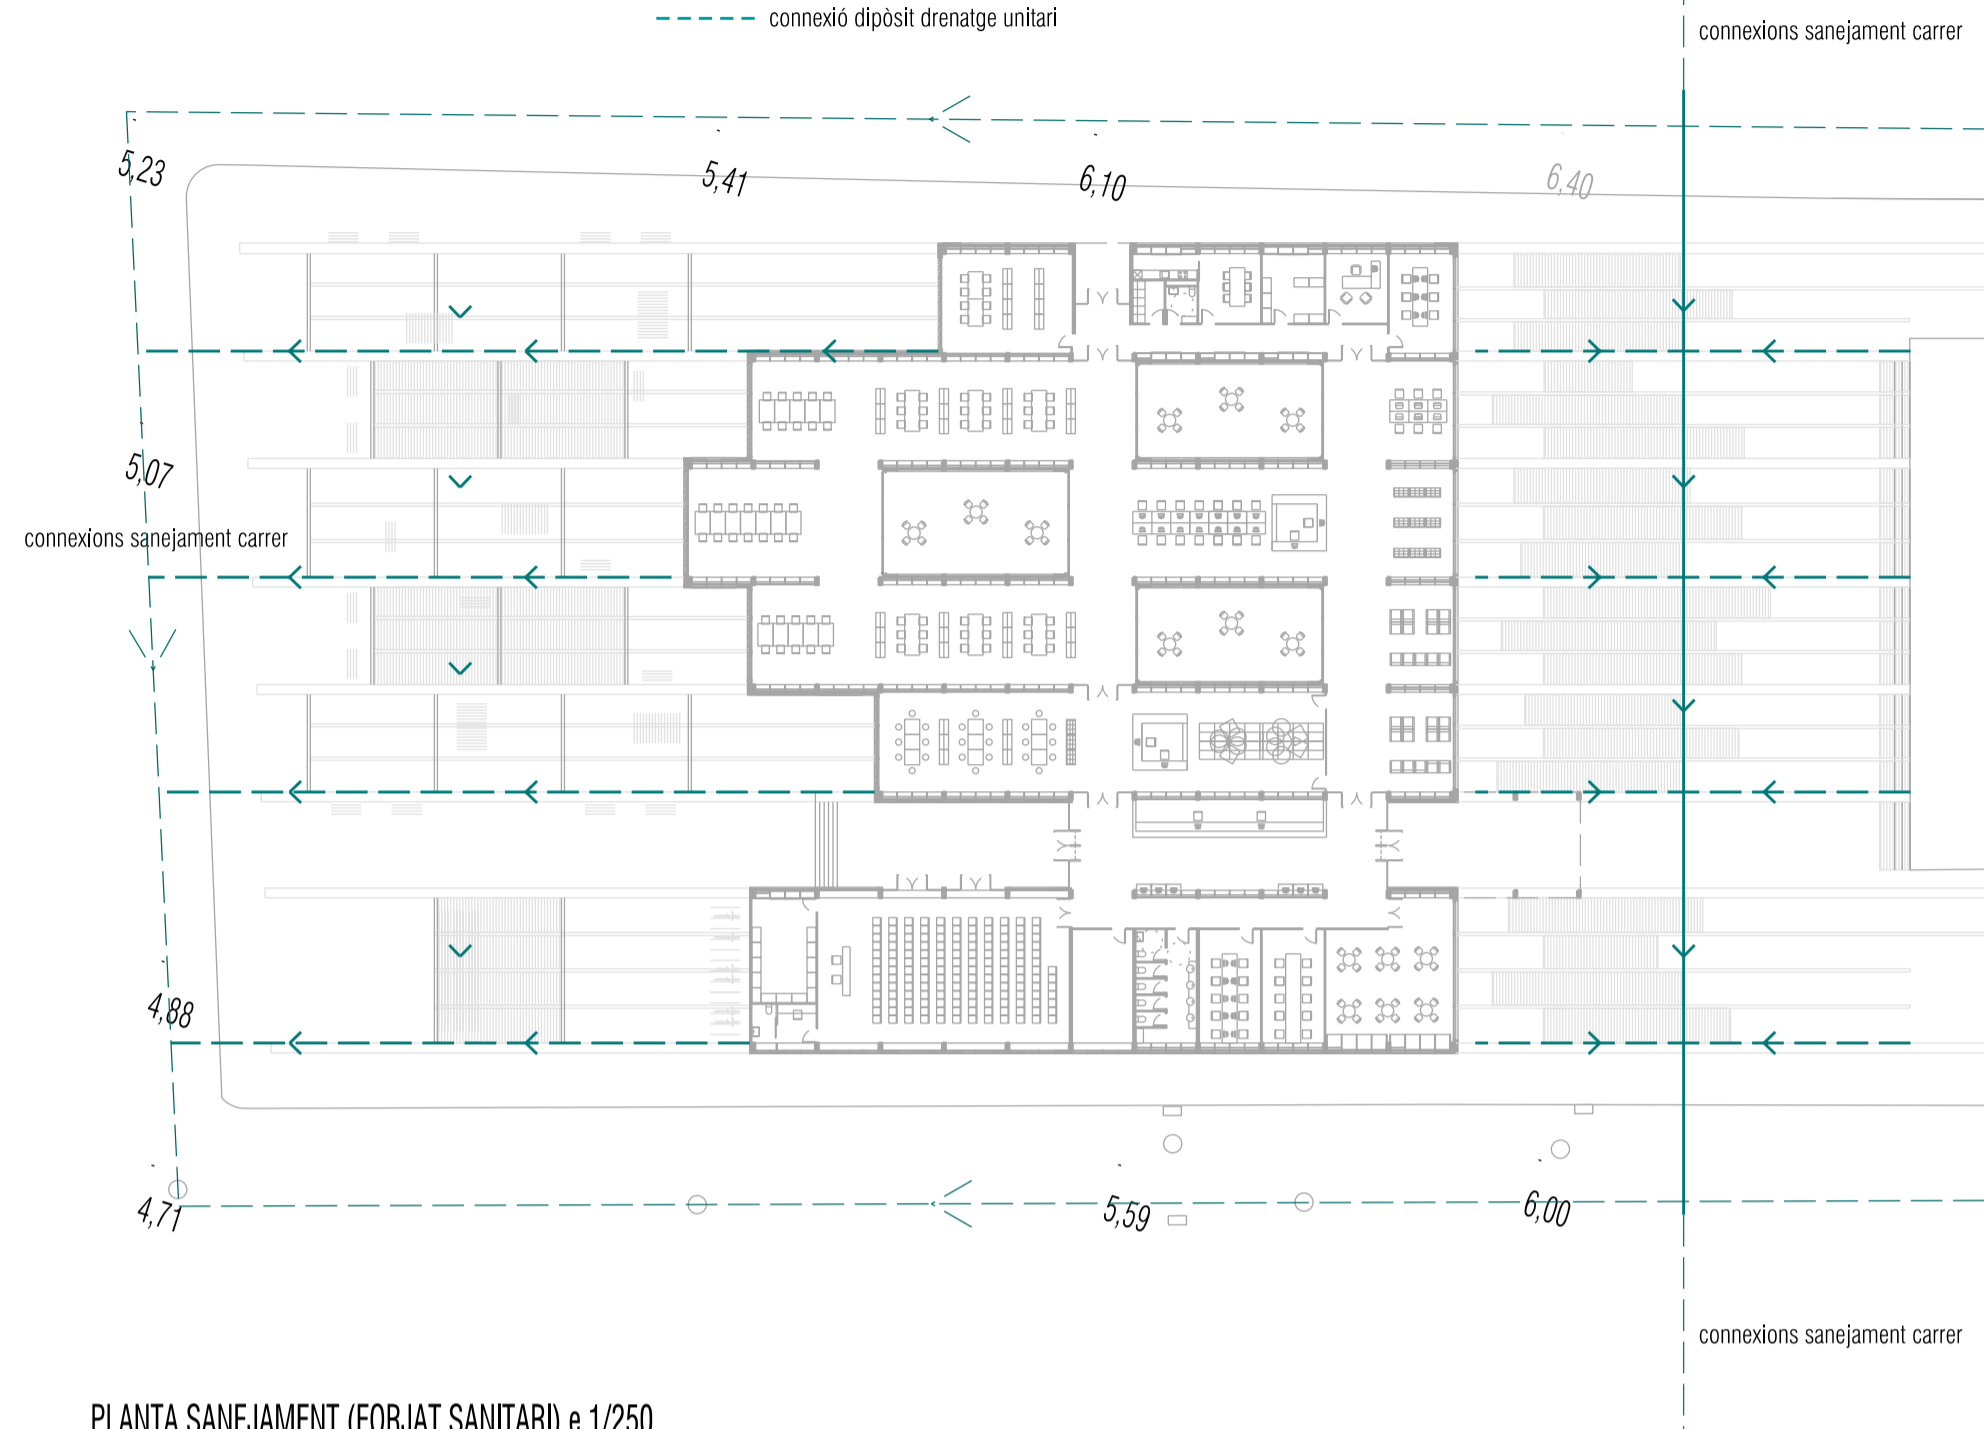 connexió dipòsit drenatge unitari
connexions sanejament carrer
5,23
5,41
6,10
6,40
5,07
connexions sanejament carrer
4,88
4,71
5,59
6,00
connexions sanejament carrer
PLANTA SANEJAMENT (FORJAT SANITARI) e 1/250